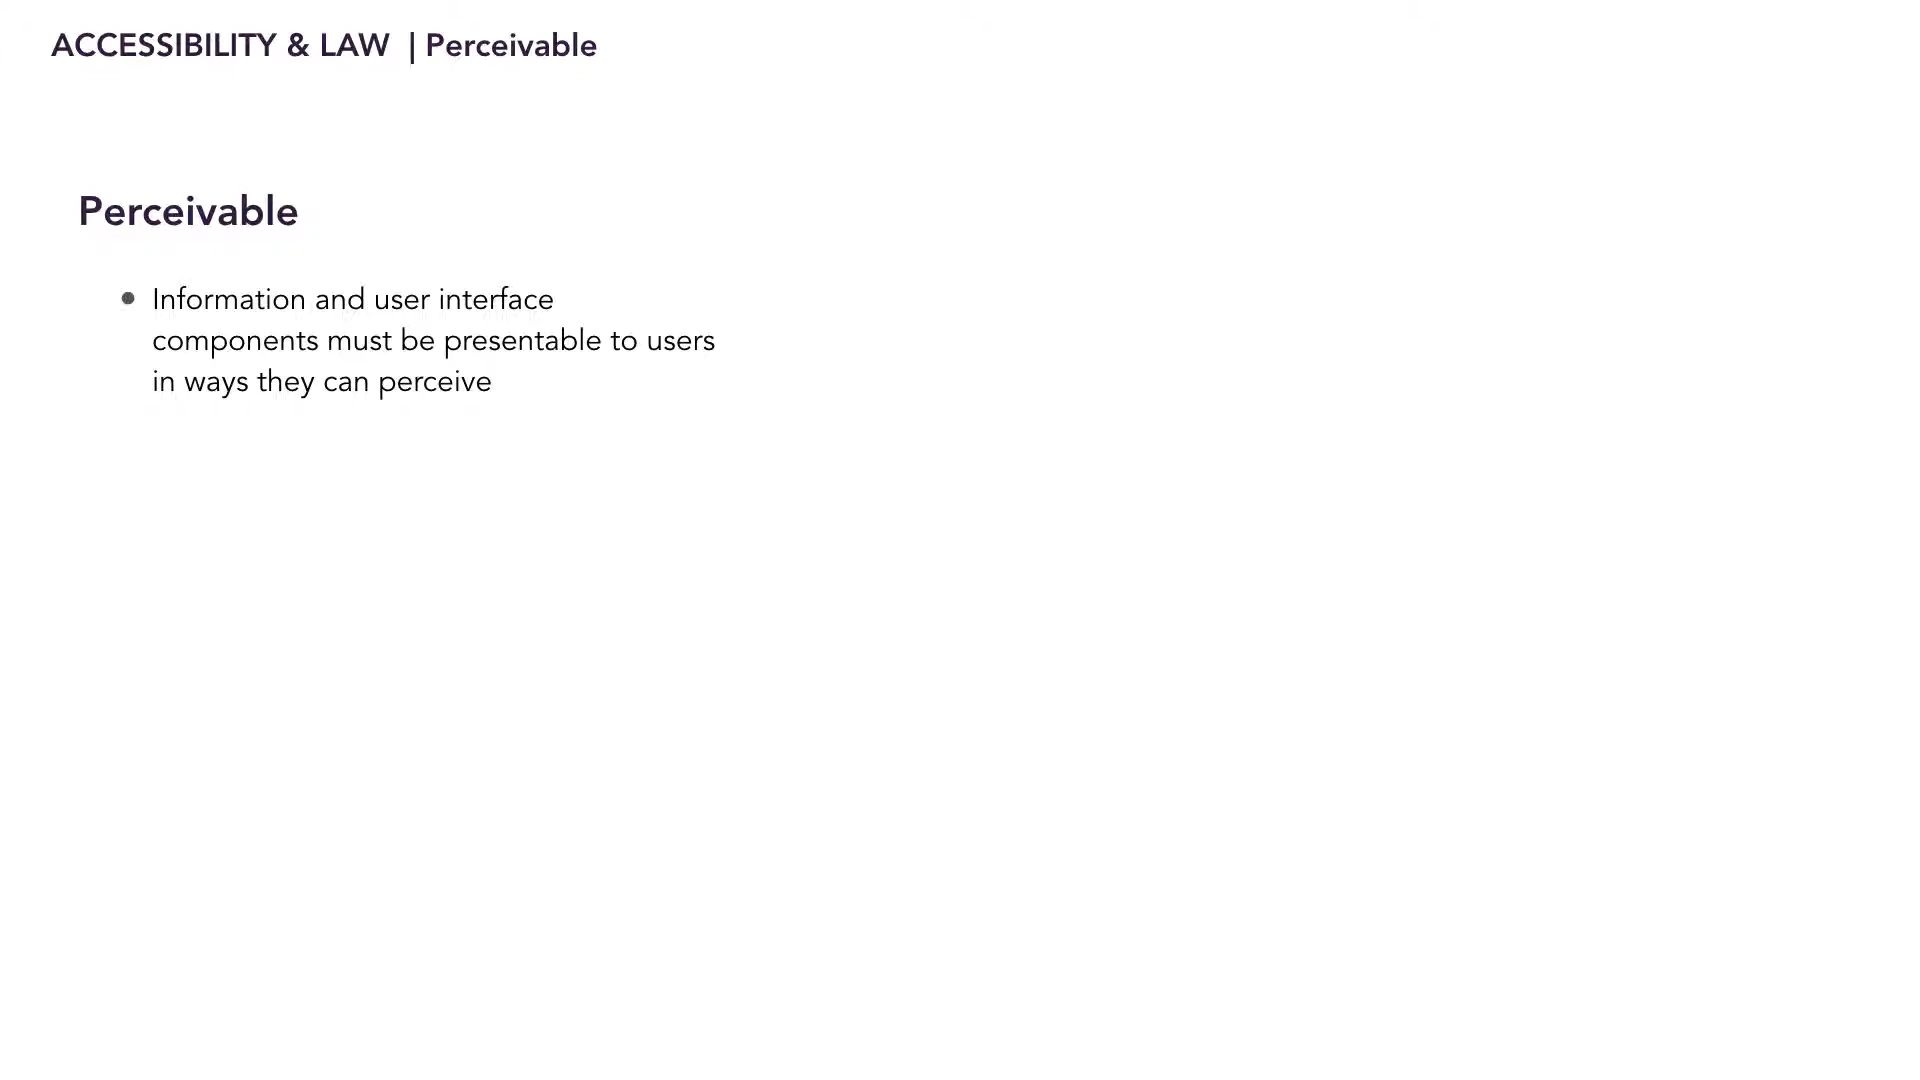 ACCESSIBILITY & LAW | Perceivable
Perceivable
• Information and user interface
components must be presentable to users
in ways they can perceive